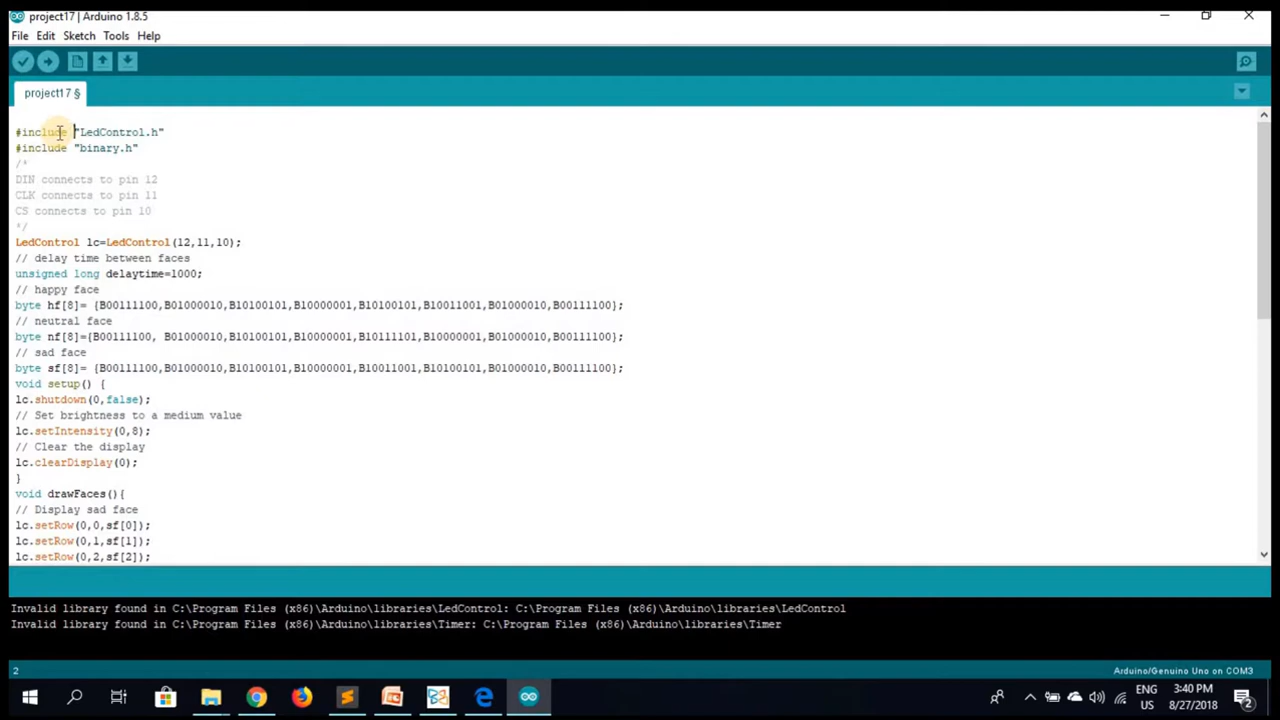 project17 | Arduino 1.8.5
File Edit Sketch Tools Help
project17 §
#include "LedControl.h"
#include "binary.h"
/*
DIN connects to pin 12
CLK connects to pin 11
CS connects to pin 10
*/
LedControl lc=LedControl(12,11,10);
// delay time between faces
unsigned long delaytime=1000;
// happy face
byte hf[8]= {B00111100,B01000010,B10100101,B10000001,B10100101,B10011001,B01000010,B00111100};
// neutral face
byte nf[8]={B00111100, B01000010,B10100101,B10000001,B10111101,B10000001,B01000010,B00111100};
// sad face
byte sf[8]= {B00111100,B01000010,B10100101,B10000001,B10011001,B10100101,B01000010,B00111100};
void setup() {
lc.shutdown(0,false);
// Set brightness to a medium value
lc.setIntensity(0,8);
// Clear the display
lc.clearDisplay(0);
}
void drawFaces(){
// Display sad face
lc.setRow(0,0,sf[0]);
lc.setRow(0,1,sf[1]);
lc.setRow(0,2,sf[2]);
Invalid library found in C:\Program Files (x86)\Arduino\libraries\LedControl: C:\Program Files (x86)\Arduino\libraries\LedControl
Invalid library found in C:\Program Files (x86)\Arduino\libraries\Timer: C:\Program Files (x86)\Arduino\libraries\Timer
2 Arduino/Genuino Uno on COM3
ENG 3:40 PM
US 8/27/2018 2